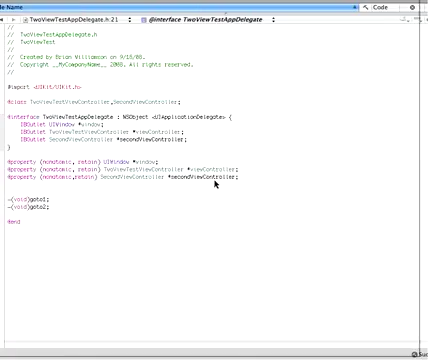 le Name
Code
TwoViewTestAppDelegate.h:21
@interface TwoViewTestAppDelegate
//
//  TwoViewTestAppDelegate.h
//  TwoViewTest
//
//  Created by Brian Williamson on 9/18/08.
//  Copyright __MyCompanyName__ 2008. All rights reserved.
//
#import <UIKit/UIKit.h>
@class TwoViewTestViewController,SecondViewController;
@interface TwoViewTestAppDelegate : NSObject <UIApplicationDelegate> {
IBOutlet UIWindow *window;
IBOutlet TwoViewTestViewController *viewController;
IBOutlet SecondViewController *secondViewController;
}
@property (nonatomic, retain) UIWindow *window;
@property (nonatomic, retain) TwoViewTestViewController *viewController;
@property (nonatomic,retain) SecondViewController *secondViewController;
-(void)goto1;
-(void)goto2;
@end
Suc